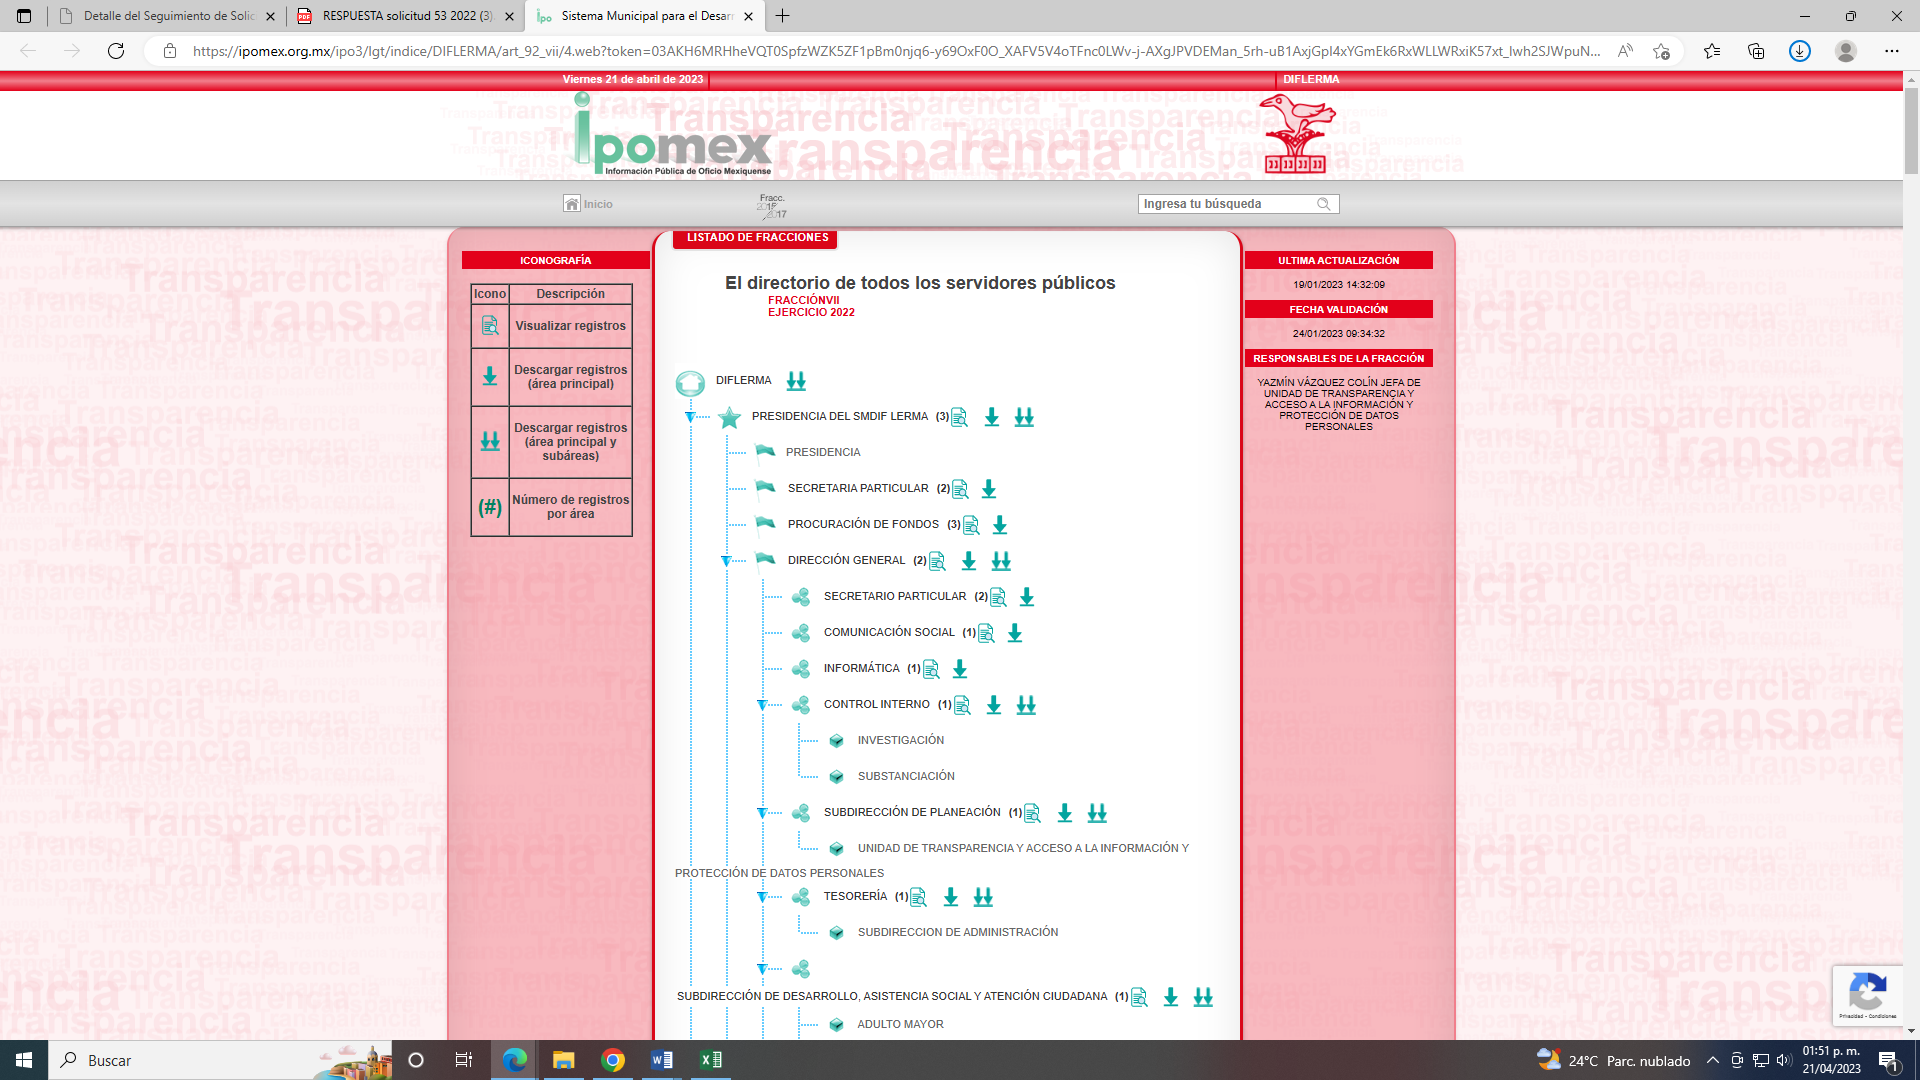 Detalle del Seguimiento de Solic
RESPUESTA solicitud 53 2022 (3).
Sistema Municipal para el Desarr
https://ipomex.org.mx/ipo3/lgt/indice/DIFLERMA/art_92_vii/4.web?token=03AKH6MRHheVQT0SpfzWZK5ZF1pBm0njq6-y69OxF0O_XAFV5V4oTFnc0LWv-j-AXgJPVDEMan_5rh-uB1AxjGpI4xYGmEk6RxWLLWRxiK57xt_Iwh2SJWpuN...
Viernes 21 de abril de 2023
DIFLERMA
Transparencia
ipomex
Información Pública de Oficio Mexiquense
Inicio
Fracc.
2017
Ingresa tu búsqueda
ICONOGRAFÍA
Icono Descripción
Visualizar registros
Descargar registros
(área principal)
Descargar registros
(área principal y
subáreas)
(#) Número de registros
por área
LISTADO DE FRACCIONES
El directorio de todos los servidores públicos
FRACCIÓNVII
EJERCICIO 2022
DIFLERMA
PRESIDENCIA DEL SMDIF LERMA (3)
PRESIDENCIA
SECRETARIA PARTICULAR (2)
PROCURACIÓN DE FONDOS (3)
DIRECCIÓN GENERAL (2)
SECRETARIO PARTICULAR (2)
COMUNICACIÓN SOCIAL (1)
INFORMÁTICA (1)
CONTROL INTERNO (1)
INVESTIGACIÓN
SUBSTANCIACIÓN
SUBDIRECCIÓN DE PLANEACIÓN (1)
UNIDAD DE TRANSPARENCIA Y ACCESO A LA INFORMACIÓN Y
PROTECCIÓN DE DATOS PERSONALES
TESORERÍA (1)
SUBDIRECCION DE ADMINISTRACIÓN
SUBDIRECCIÓN DE DESARROLLO, ASISTENCIA SOCIAL Y ATENCIÓN CIUDADANA (1)
ADULTO MAYOR
ULTIMA ACTUALIZACIÓN
19/01/2023 14:32:09
FECHA VALIDACIÓN
24/01/2023 09:34:32
RESPONSABLES DE LA FRACCIÓN
YAZMÍN VÁZQUEZ COLÍN JEFA DE
UNIDAD DE TRANSPARENCIA Y
ACCESO A LA INFORMACIÓN Y
PROTECCIÓN DE DATOS
PERSONALES
Privacidad - Condiciones
Buscar
24°C Parc. nublado
01:51 p. m.
21/04/2023
1